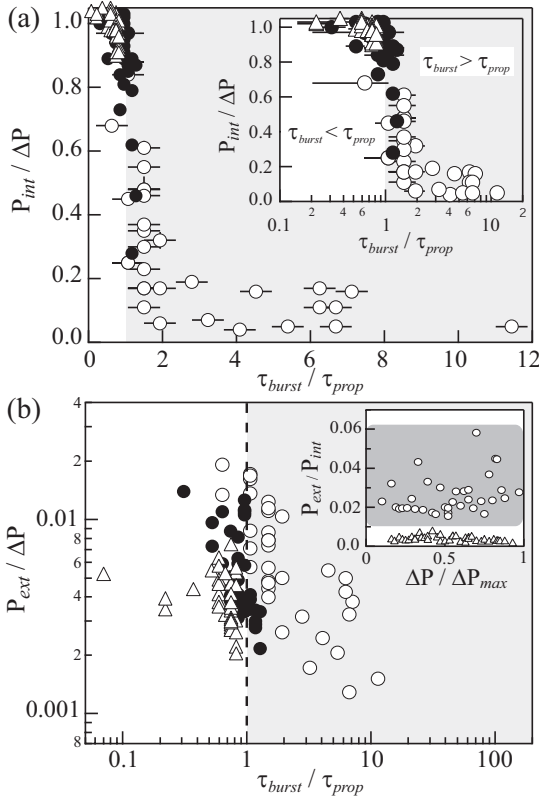 (a)
1.0
0.8
0.6
0.4
0.2
0.0
P_int / ΔP
0 2 4 6 8 10 12
τ_burst / τ_prop
1.0
0.8
0.6
0.4
0.2
0.0
P_int / ΔP
τ_burst > τ_prop
τ_burst < τ_prop
0.1 2 4 6 1 2 4 6 10 2
τ_burst / τ_prop
(b)
4
2
0.01
8
6
4
2
0.001
8
P_ext / ΔP
0.1 1 10 100
τ_burst / τ_prop
0.06
0.04
0.02
0.0
P_ext / P_int
0 0.5 1
ΔP / ΔP_max